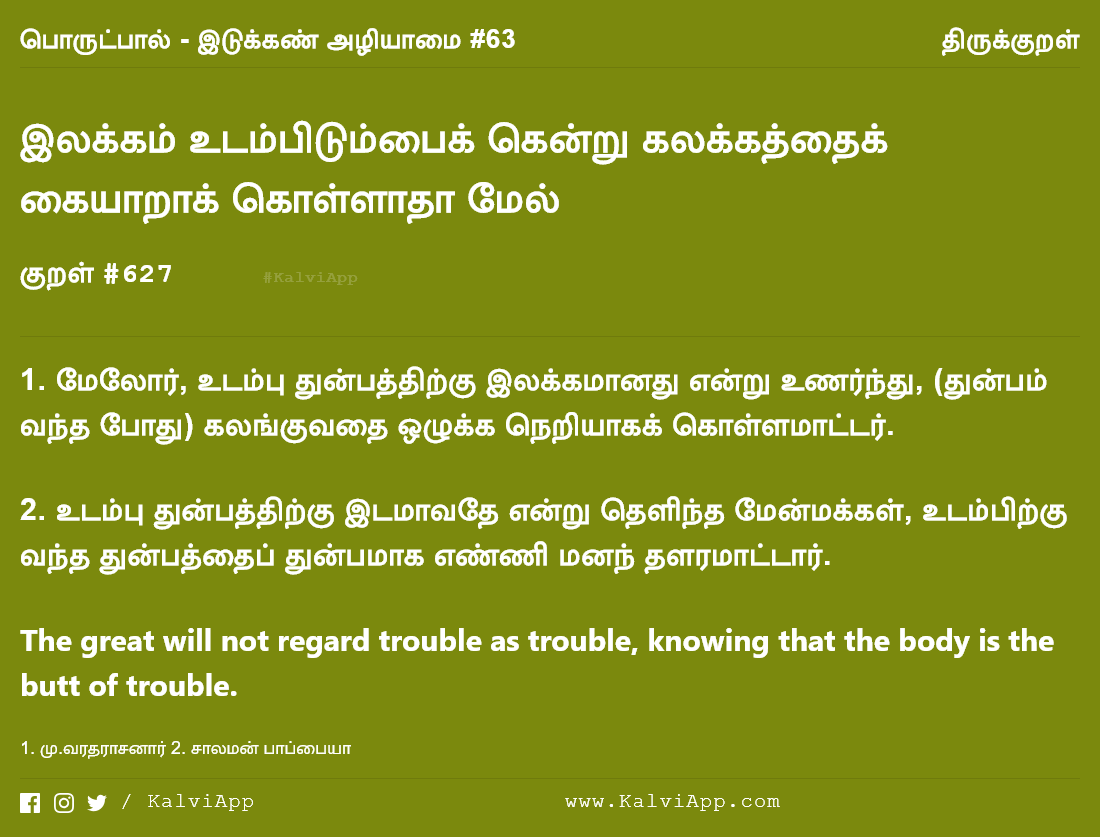 பொருட்பால் - இடுக்கண் அழியாமை #63
திருக்குறள்
இலக்கம் உடம்பிடும்பைக் கென்று கலக்கத்தைக்
கையாறாக் கொள்ளாதா மேல்
குறள் #627
#KalviApp
1. மேலோர், உடம்பு துன்பத்திற்கு இலக்கமானது என்று உணர்ந்து, (துன்பம்
வந்த போது) கலங்குவதை ஒழுக்க நெறியாகக் கொள்ளமாட்டர்.
2. உடம்பு துன்பத்திற்கு இடமாவதே என்று தெளிந்த மேன்மக்கள், உடம்பிற்கு
வந்த துன்பத்தைப் துன்பமாக எண்ணி மனந் தளரமாட்டார்.
The great will not regard trouble as trouble, knowing that the body is the
butt of trouble.
1. மு.வரதராசனார் 2. சாலமன் பாப்பையா
/ KalviApp
www.KalviApp.com